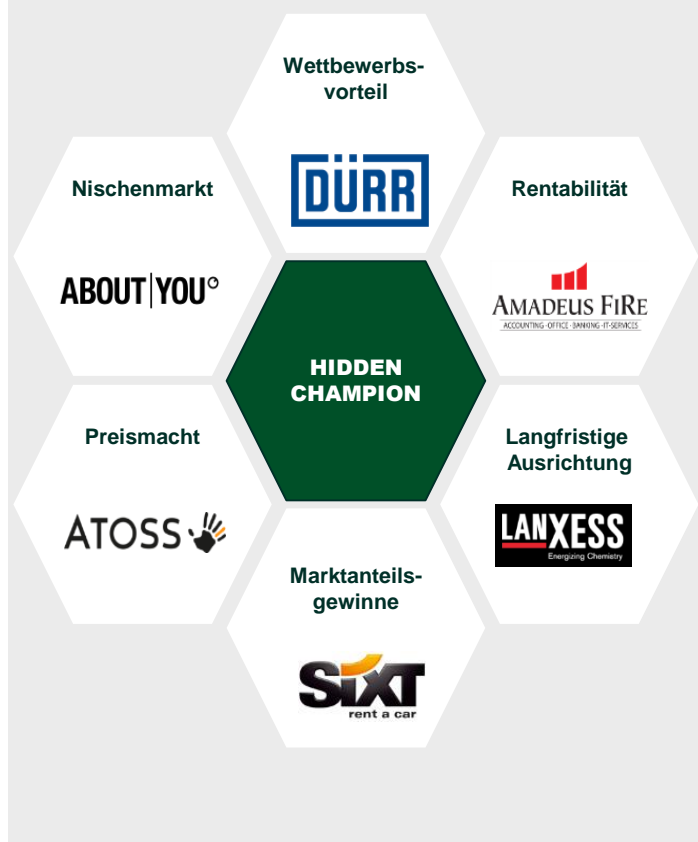 Wettbewerbs-
vorteil
DÜRR
Nischenmarkt
ABOUT|YOU°
Rentabilität
AMADEUS FIRE
ACCOUNTING · OFFICE · BANKING · IT-SERVICES
HIDDEN
CHAMPION
Preismacht
ATOSS
Langfristige
Ausrichtung
LANXESS
Energizing Chemistry
Marktanteils-
gewinne
SiXT
rent a car